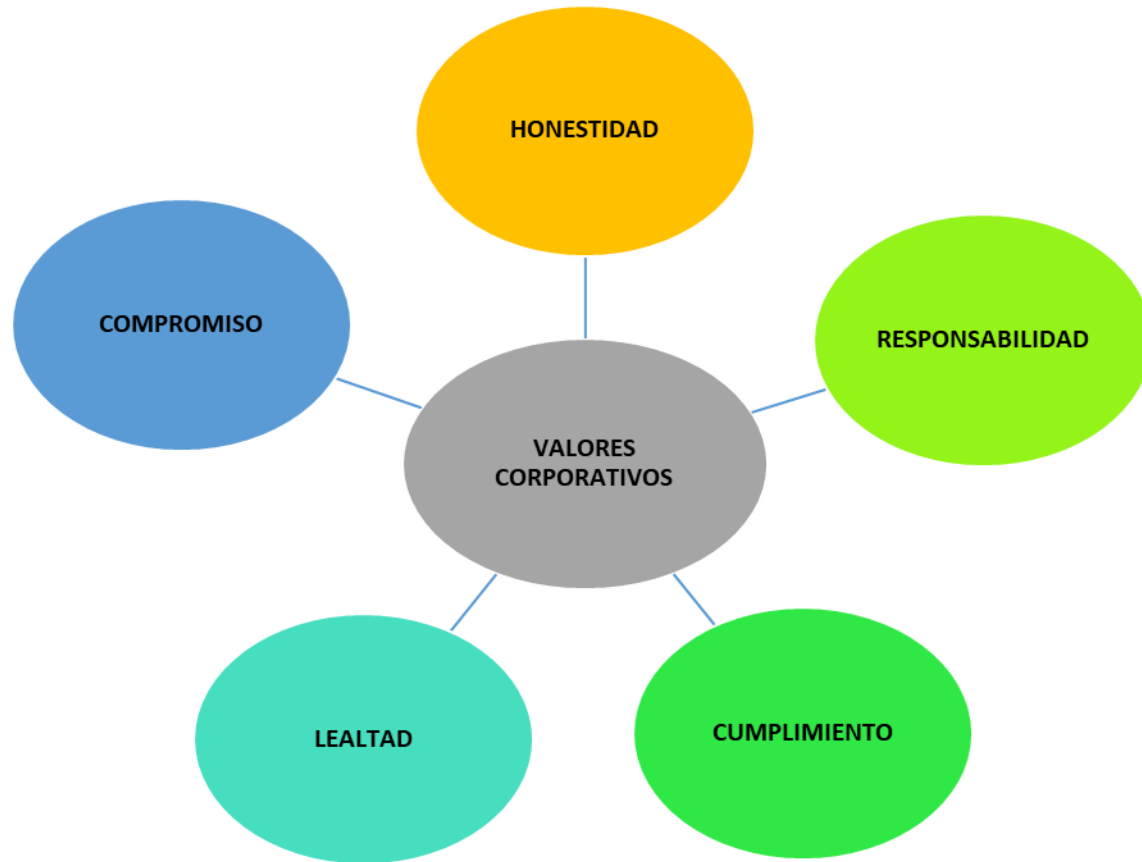 HONESTIDAD
COMPROMISO
RESPONSABILIDAD
VALORES
CORPORATIVOS
LEALTAD
CUMPLIMIENTO